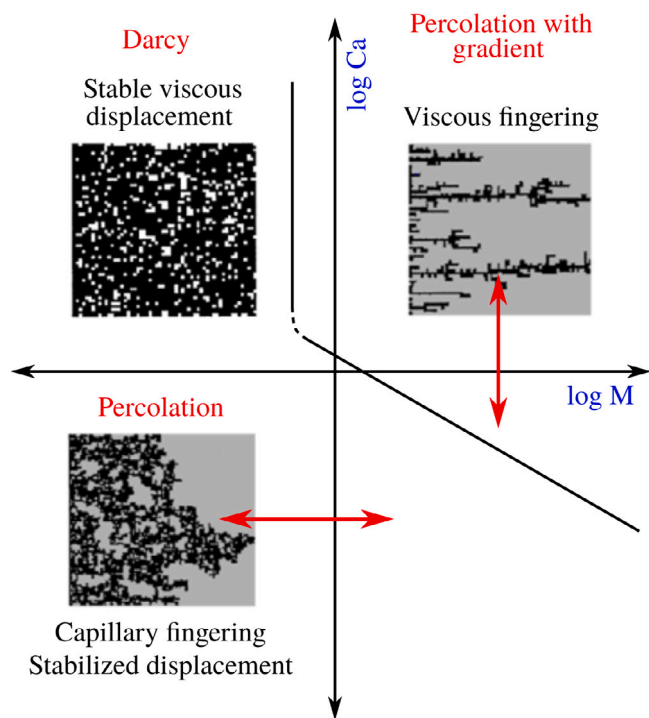 Darcy
Stable viscous
displacement
log Ca
Percolation with
gradient
Viscous fingering
log M
Percolation
Capillary fingering
Stabilized displacement